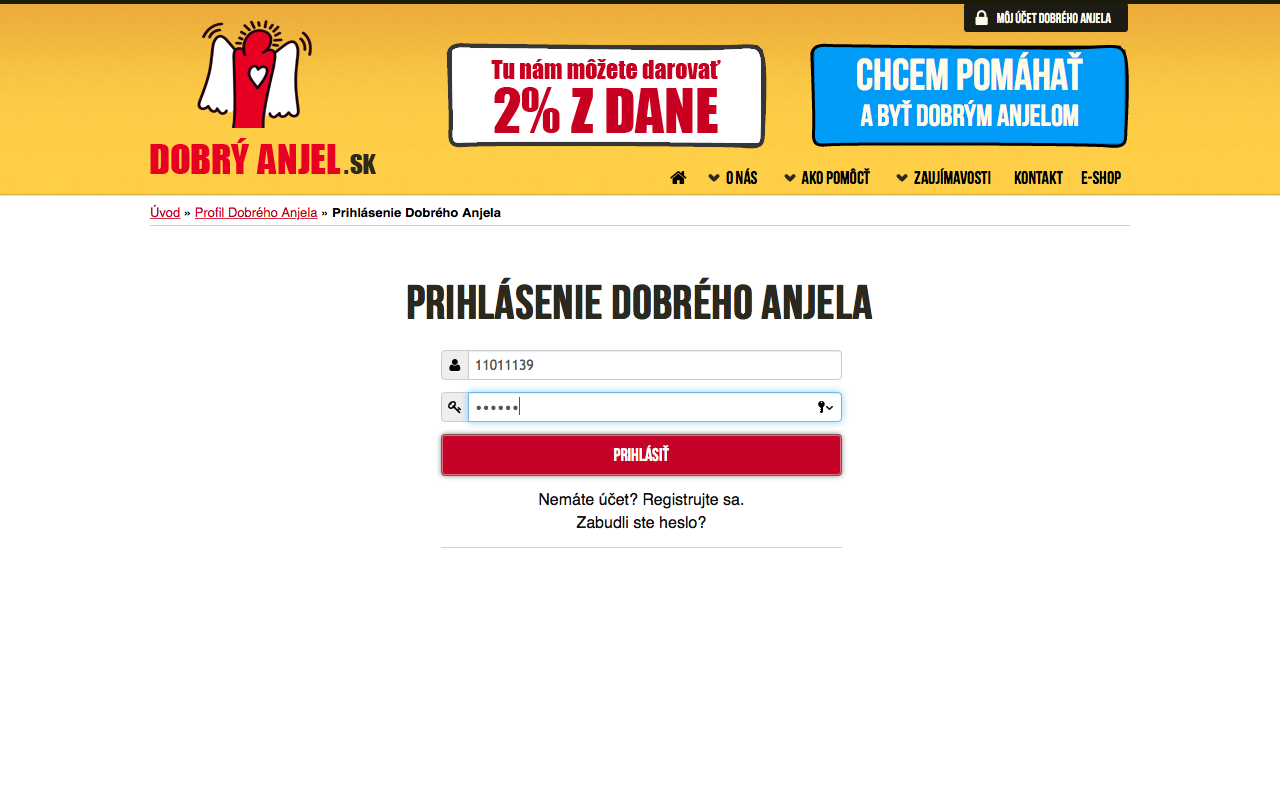 MÔJ ÚČET DOBRÉHO ANJELA
DOBRÝ ANJEL.SK
Tu nám môžete darovať
2% Z DANE
CHCEM POMÁHAŤ
A BYŤ DOBRÝM ANJELOM
O NÁS AKO POMÔCŤ ZAUJÍMAVOSTI KONTAKT E-SHOP
Úvod » Profil Dobrého Anjela » Prihlásenie Dobrého Anjela
PRIHLÁSENIE DOBRÉHO ANJELA
11011139
••••••
PRIHLÁSIŤ
Nemáte účet? Registrujte sa.
Zabudli ste heslo?